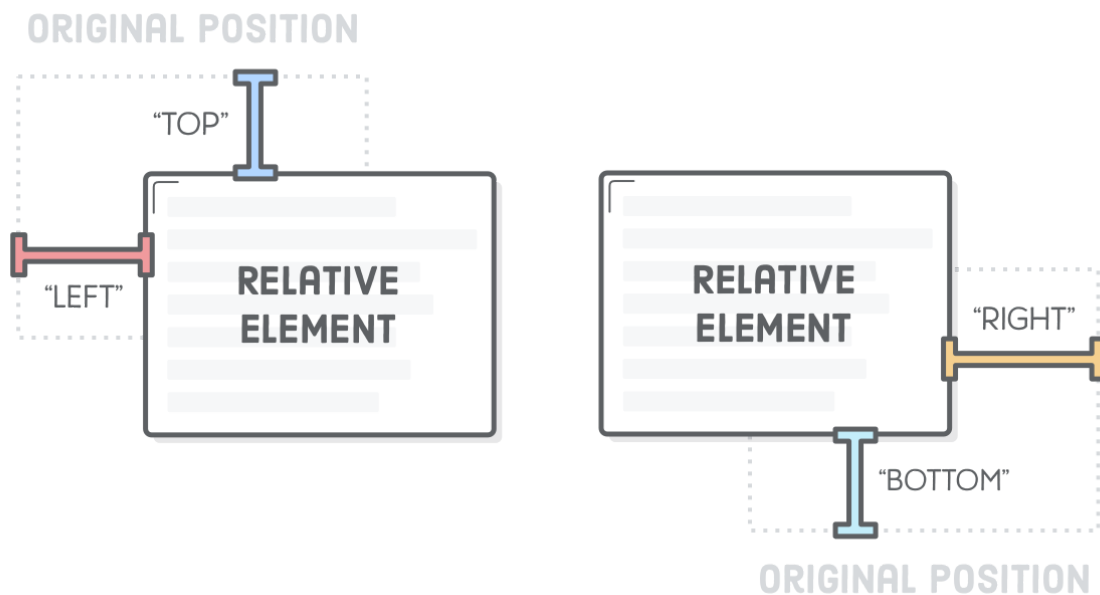 ORIGINAL POSITION
“TOP”
“LEFT”
RELATIVE
ELEMENT
RELATIVE
ELEMENT
“RIGHT”
“BOTTOM”
ORIGINAL POSITION